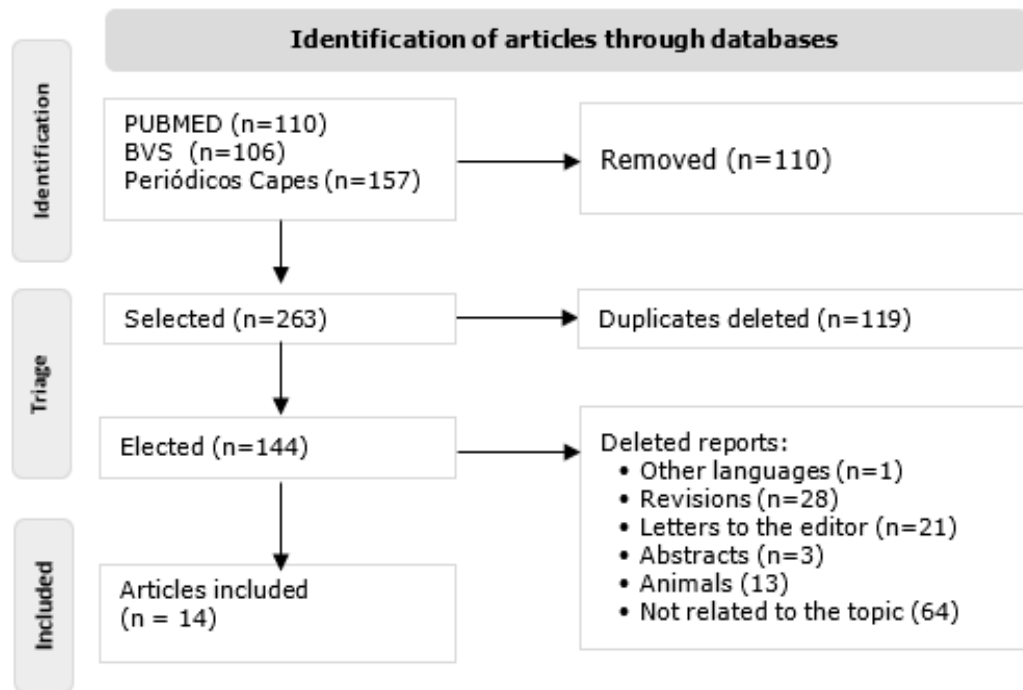 Identification of articles through databases
Identification
PUBMED (n=110)
BVS (n=106)
Periódicos Capes (n=157)
Removed (n=110)
Triage
Selected (n=263)
Duplicates deleted (n=119)
Elected (n=144)
Deleted reports:
• Other languages (n=1)
• Revisions (n=28)
• Letters to the editor (n=21)
• Abstracts (n=3)
• Animals (13)
• Not related to the topic (64)
Included
Articles included
(n = 14)